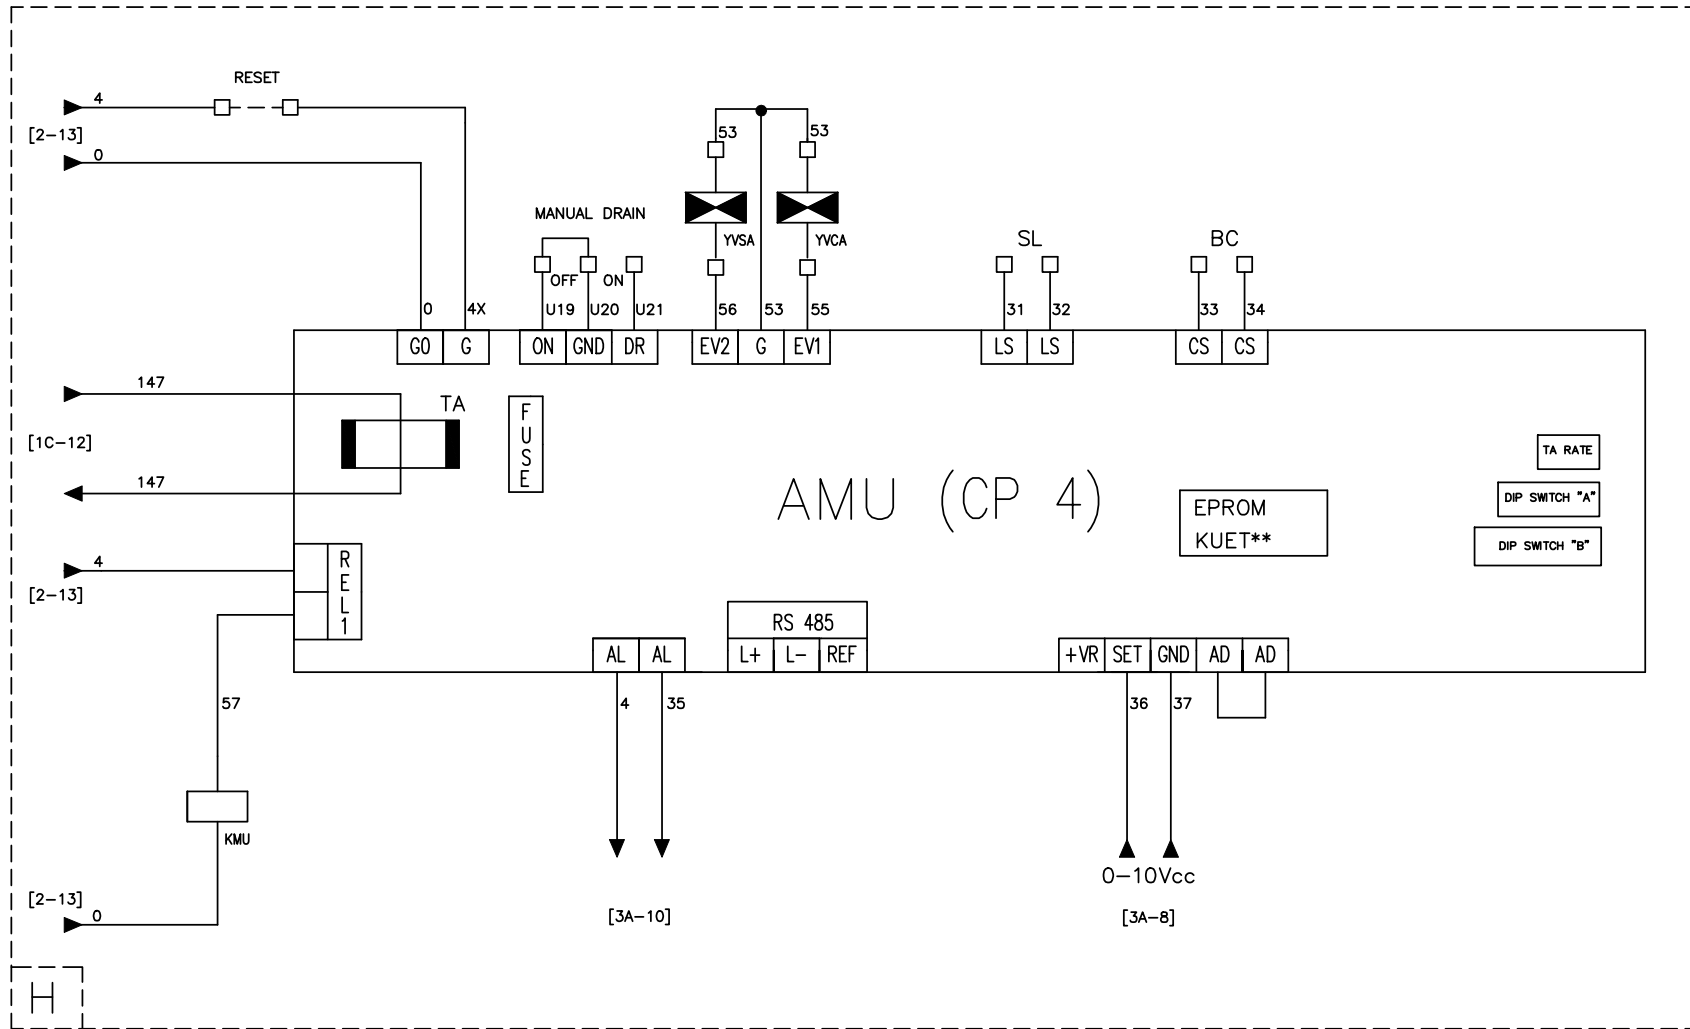 RESET
4
[2-13]
0
53 53
MANUAL DRAIN
YVSA YVCA
SL BC
OFF ON
0 4X U19 U20 U21 56 53 55 31 32 33 34
G0 G ON GND DR EV2 G EV1 LS LS CS CS
147
TA
FUSE
[1C-12]
147
TA RATE
AMU (CP 4)
DIP SWITCH "A"
EPROM
KUET**
DIP SWITCH "B"
4
[2-13]
REL1
RS 485
AL AL L+ L- REF +VR SET GND AD AD
57 4 35 36 37
KMU
0-10Vcc
[2-13]
0
[3A-10] [3A-8]
H